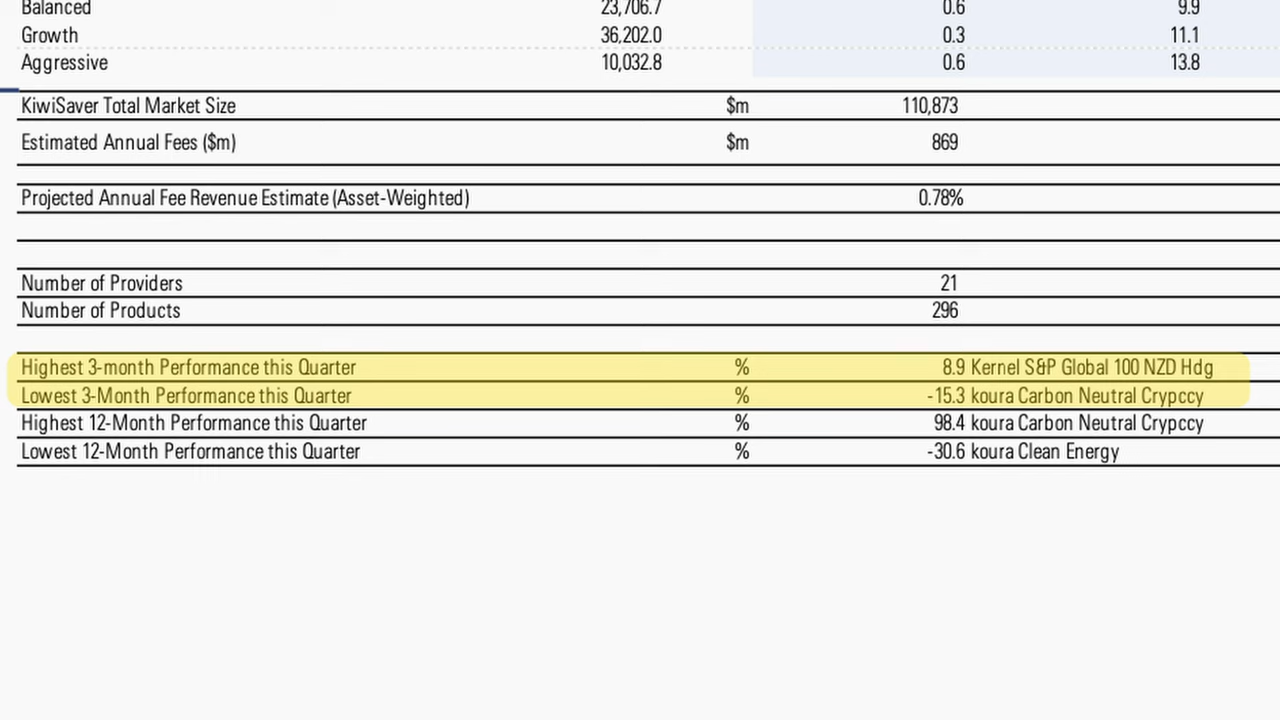 Balanced 23,706.7 0.6 9.9
Growth 36,202.0 0.3 11.1
Aggressive 10,032.8 0.6 13.8
KiwiSaver Total Market Size $m 110,873
Estimated Annual Fees ($m) $m 869
Projected Annual Fee Revenue Estimate (Asset-Weighted) 0.78%
Number of Providers 21
Number of Products 296
Highest 3-month Performance this Quarter % 8.9 Kernel S&P Global 100 NZD Hdg
Lowest 3-Month Performance this Quarter % -15.3 koura Carbon Neutral Crypccy
Highest 12-Month Performance this Quarter % 98.4 koura Carbon Neutral Crypccy
Lowest 12-Month Performance this Quarter % -30.6 koura Clean Energy